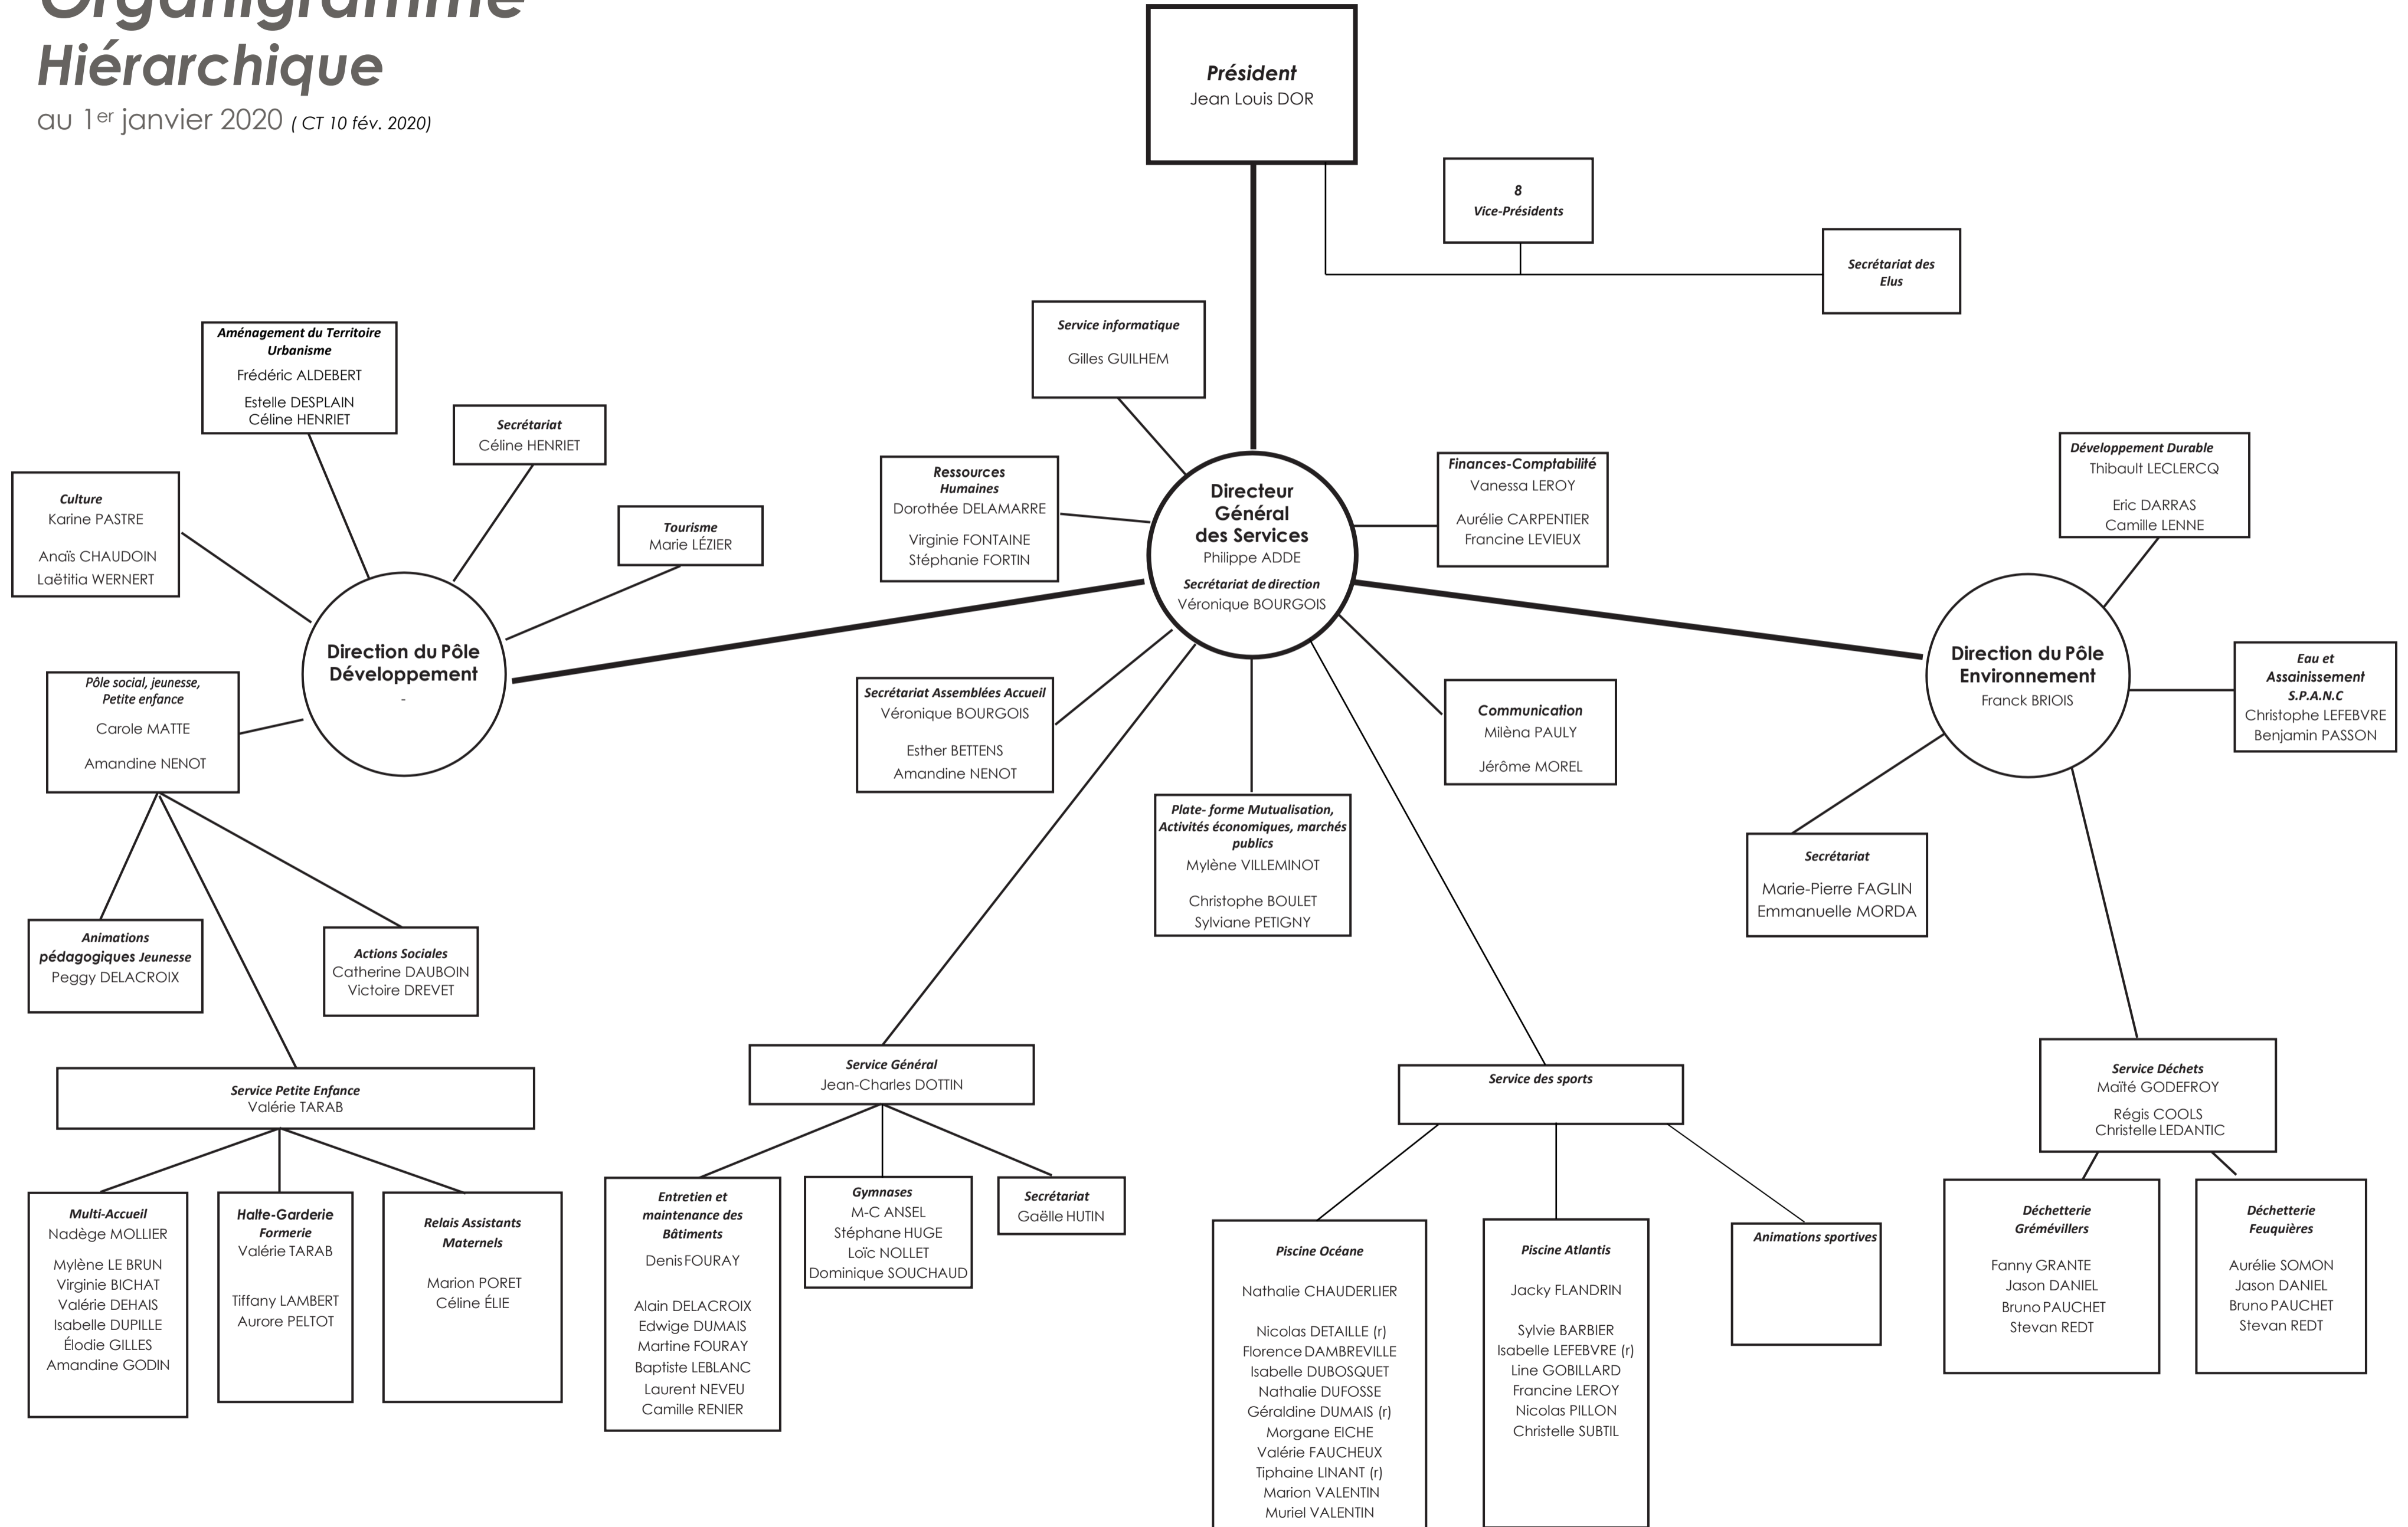 Organigramme
Hiérarchique
au 1er janvier 2020 ( CT 10 fév. 2020)
Président
Jean Louis DOR
8
Vice-Présidents
Secrétariat des
Elus
Service informatique
Gilles GUILHEM
Aménagement du Territoire
Urbanisme
Frédéric ALDEBERT
Estelle DESPLAIN
Céline HENRIET
Secrétariat
Céline HENRIET
Culture
Karine PASTRE
Anaïs CHAUDOIN
Laëtitia WERNERT
Tourisme
Marie LÉZIER
Direction du Pôle
Développement
-
Pôle social, jeunesse,
Petite enfance
Carole MATTE
Amandine NENOT
Ressources
Humaines
Dorothée DELAMARRE
Virginie FONTAINE
Stéphanie FORTIN
Directeur
Général
des Services
Philippe ADDE
Secrétariat de direction
Véronique BOURGOIS
Finances-Comptabilité
Vanessa LEROY
Aurélie CARPENTIER
Francine LEVIEUX
Développement Durable
Thibault LECLERCQ
Eric DARRAS
Camille LENNE
Direction du Pôle
Environnement
Franck BRIOIS
Eau et
Assainissement
S.P.A.N.C
Christophe LEFEBVRE
Benjamin PASSON
Secrétariat Assemblées Accueil
Véronique BOURGOIS
Esther BETTENS
Amandine NENOT
Communication
Milèna PAULY
Jérôme MOREL
Plate- forme Mutualisation,
Activités économiques, marchés
publics
Mylène VILLEMINOT
Christophe BOULET
Sylviane PETIGNY
Secrétariat
Marie-Pierre FAGLIN
Emmanuelle MORDA
Animations
pédagogiques Jeunesse
Peggy DELACROIX
Actions Sociales
Catherine DAUBOIN
Victoire DREVET
Service Petite Enfance
Valérie TARAB
Service Général
Jean-Charles DOTTIN
Service des sports
Service Déchets
Maïté GODEFROY
Régis COOLS
Christelle LEDANTIC
Multi-Accueil
Nadège MOLLIER
Mylène LE BRUN
Virginie BICHAT
Valérie DEHAIS
Isabelle DUPILLE
Élodie GILLES
Amandine GODIN
Halte-Garderie
Formerie
Valérie TARAB
Tiffany LAMBERT
Aurore PELTOT
Relais Assistants
Maternels
Marion PORET
Céline ÉLIE
Entretien et
maintenance des
Bâtiments
Denis FOURAY
Alain DELACROIX
Edwige DUMAIS
Martine FOURAY
Baptiste LEBLANC
Laurent NEVEU
Camille RENIER
Gymnases
M-C ANSEL
Stéphane HUGE
Loïc NOLLET
Dominique SOUCHAUD
Secrétariat
Gaëlle HUTIN
Piscine Océane
Nathalie CHAUDERLIER
Nicolas DETAILLE (r)
Florence DAMBREVILLE
Isabelle DUBOSQUET
Nathalie DUFOSSE
Géraldine DUMAIS (r)
Morgane EICHE
Valérie FAUCHEUX
Tiphaine LINANT (r)
Marion VALENTIN
Muriel VALENTIN
Piscine Atlantis
Jacky FLANDRIN
Sylvie BARBIER
Isabelle LEFEBVRE (r)
Line GOBILLARD
Francine LEROY
Nicolas PILLON
Christelle SUBTIL
Animations sportives
Déchetterie
Grémévillers
Fanny GRANTE
Jason DANIEL
Bruno PAUCHET
Stevan REDT
Déchetterie
Feuquières
Aurélie SOMON
Jason DANIEL
Bruno PAUCHET
Stevan REDT